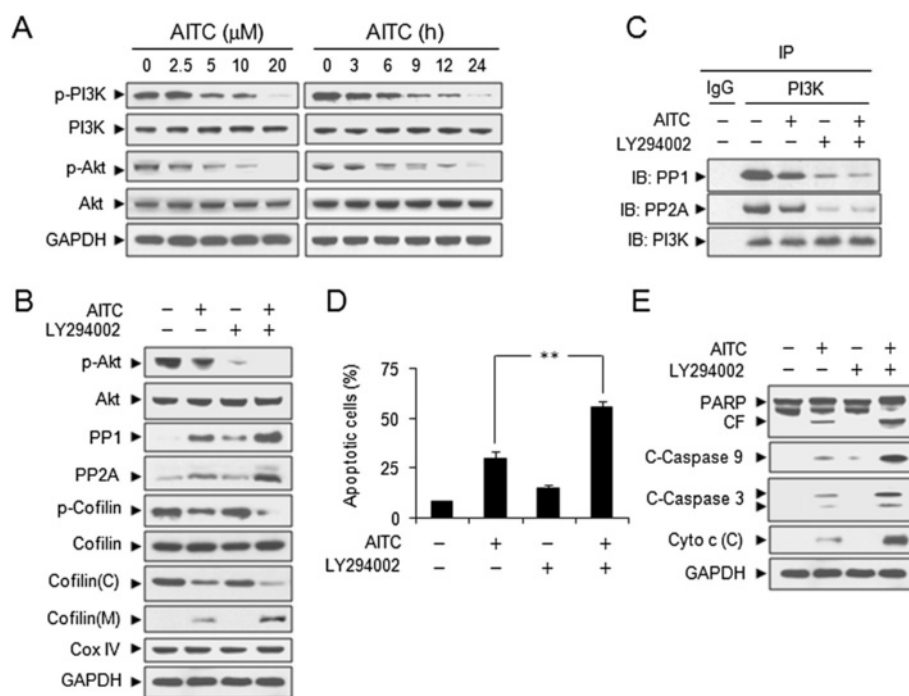 A
AITC (μM) AITC (h)
0 2.5 5 10 20 0 3 6 9 12 24
p-PI3K
PI3K
p-Akt
Akt
GAPDH
C
IP
IgG PI3K
AITC – – + – +
LY294002 – – – + +
IB: PP1
IB: PP2A
IB: PI3K
B
AITC – + – +
LY294002 – – + +
p-Akt
Akt
PP1
PP2A
p-Cofilin
Cofilin
Cofilin(C)
Cofilin(M)
Cox IV
GAPDH
D
**
Apoptotic cells (%)
75
50
25
0
AITC – + – +
LY294002 – – + +
E
AITC – + – +
LY294002 – – + +
PARP
CF
C-Caspase 9
C-Caspase 3
Cyto c (C)
GAPDH